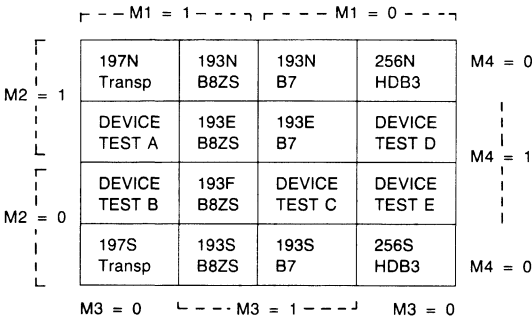 M1 = 1 M1 = 0
197N 193N 193N 256N M4 = 0
Transp B8ZS B7 HDB3
M2 = 1
DEVICE 193E 193E DEVICE
TEST A B8ZS B7 TEST D
M4 = 1
DEVICE 193F DEVICE DEVICE
TEST B B8ZS TEST C TEST E
M2 = 0
197S 193S 193S 256S
Transp B8ZS B7 HDB3 M4 = 0
M3 = 0 M3 = 1 M3 = 0